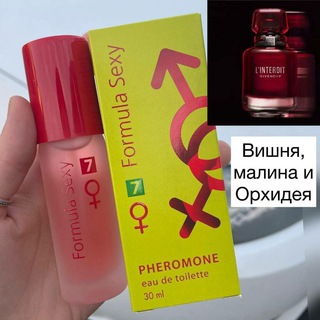 Formula Sexy
7
Formula Sexy
7
PHEROMONE
eau de toilette
30 ml
L'INTERDIT
GIVENCHY
Вишня,
малина и
Орхидея